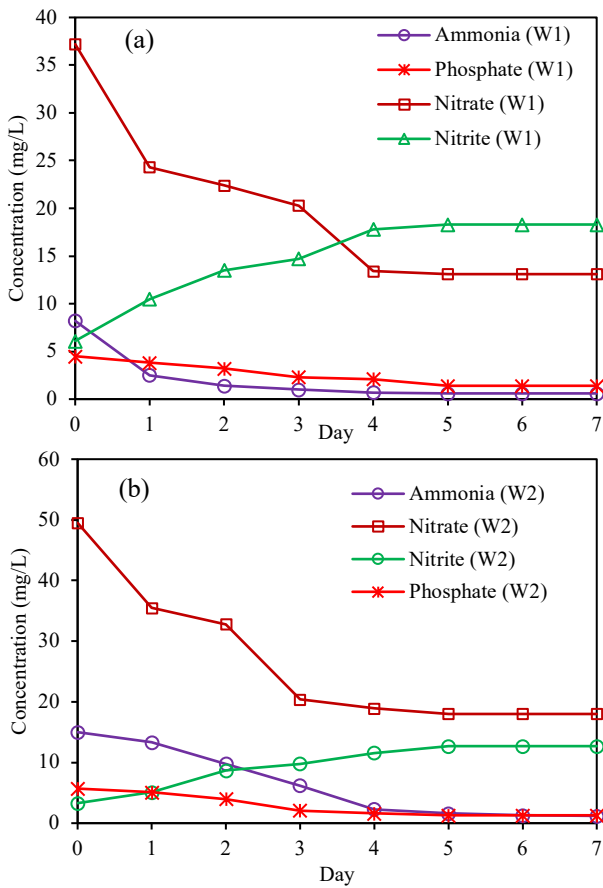 40
35
30
25
20
15
10
5
0
Concentration (mg/L)
(a)
Ammonia (W1)
Phosphate (W1)
Nitrate (W1)
Nitrite (W1)
0 1 2 3 4 5 6 7
Day
60
50
40
30
20
10
0
Concentration (mg/L)
(b)
Ammonia (W2)
Nitrate (W2)
Nitrite (W2)
Phosphate (W2)
0 1 2 3 4 5 6 7
Day